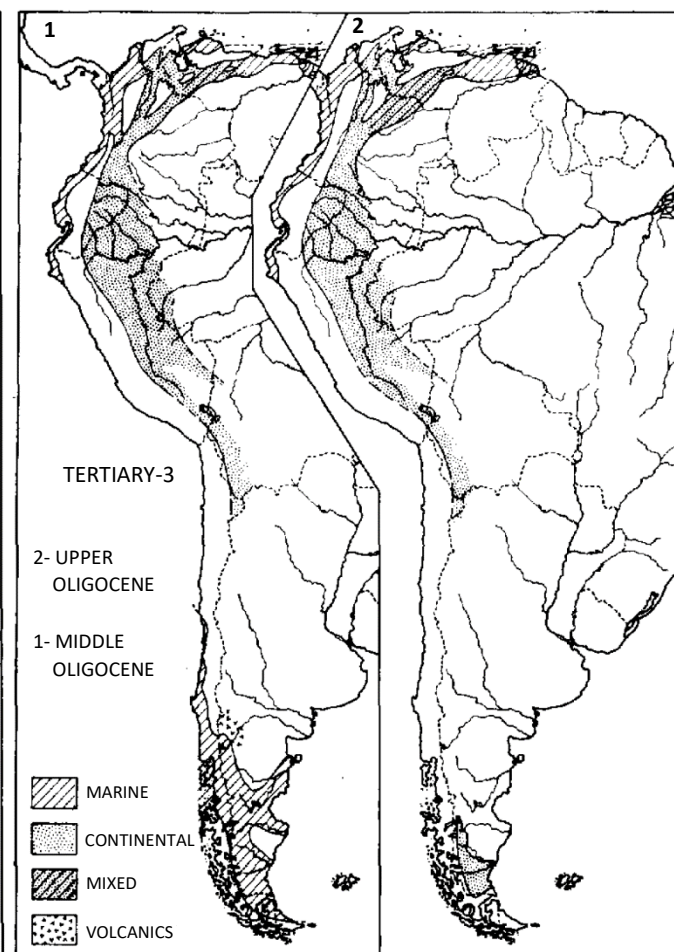 1
2
TERTIARY-3
2- UPPER
OLIGOCENE
1- MIDDLE
OLIGOCENE
MARINE
CONTINENTAL
MIXED
VOLCANICS